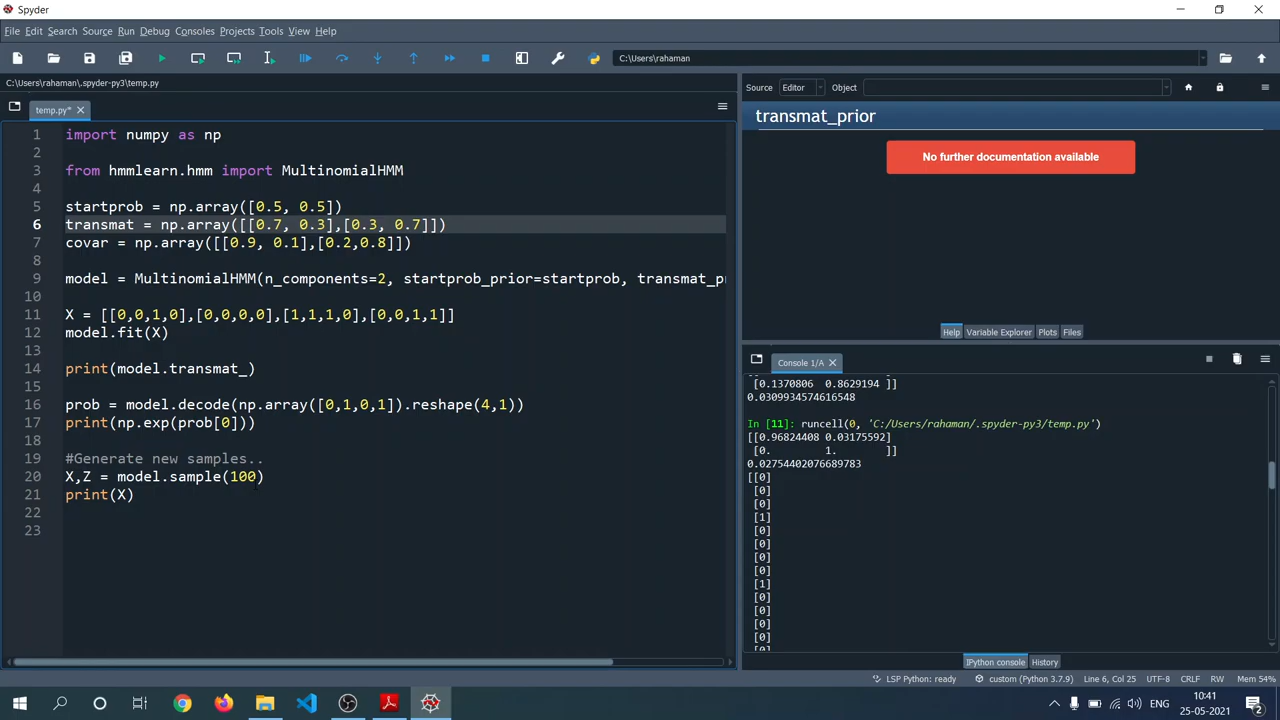 Spyder
File Edit Search Source Run Debug Consoles Projects Tools View Help
C:\Users\rahaman
C:\Users\rahaman\.spyder-py3\temp.py
temp.py*
1 import numpy as np
2
3 from hmmlearn.hmm import MultinomialHMM
4
5 startprob = np.array([0.5, 0.5])
6 transmat = np.array([[0.7, 0.3],[0.3, 0.7]])
7 covar = np.array([[0.9, 0.1],[0.2,0.8]])
8
9 model = MultinomialHMM(n_components=2, startprob_prior=startprob, transmat_p
10
11 X = [[0,0,1,0],[0,0,0,0],[1,1,1,0],[0,0,1,1]]
12 model.fit(X)
13
14 print(model.transmat_)
15
16 prob = model.decode(np.array([0,1,0,1]).reshape(4,1))
17 print(np.exp(prob[0]))
18
19 #Generate new samples..
20 X,Z = model.sample(100)
21 print(X)
22
23
Source Editor Object
transmat_prior
No further documentation available
Help Variable Explorer Plots Files
Console 1/A
[0.1370806 0.8629194 ]]
0.0309934574616548
In [11]: runcell(0, 'C:/Users/rahaman/.spyder-py3/temp.py')
[[0.96824408 0.03175592]
[0. 1. ]]
0.02754402076689783
[[0]
[0]
[0]
[1]
[0]
[0]
[0]
[0]
[1]
[0]
[0]
[0]
[0]
IPython console History
LSP Python: ready custom (Python 3.7.9) Line 6, Col 25 UTF-8 CRLF RW Mem 54%
ENG
10:41
25-05-2021
2